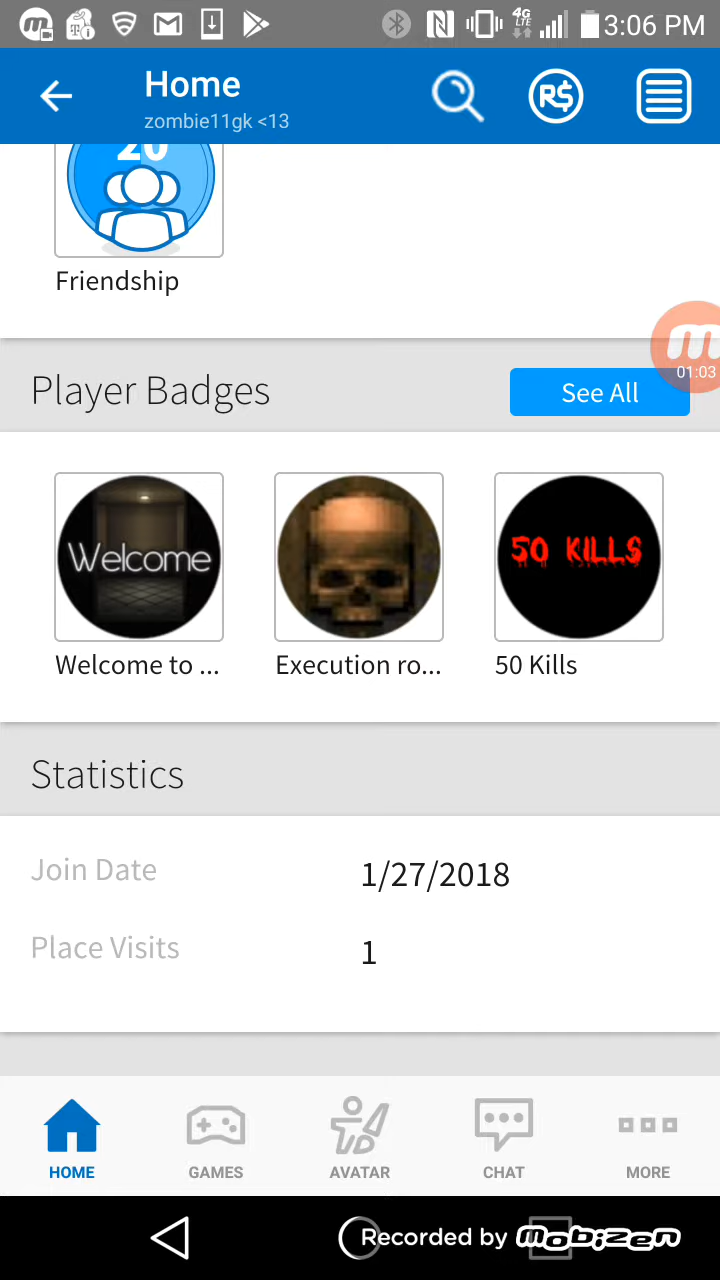 4G
LTE
3:06 PM
Home
R$
zombie11gk <13
20
Friendship
01:03
Player Badges
See All
Welcome
50 KILLS
Welcome to ...
Execution ro...
50 Kills
Statistics
Join Date
1/27/2018
Place Visits
1
HOME
GAMES
AVATAR
CHAT
MORE
Recorded by mobizen